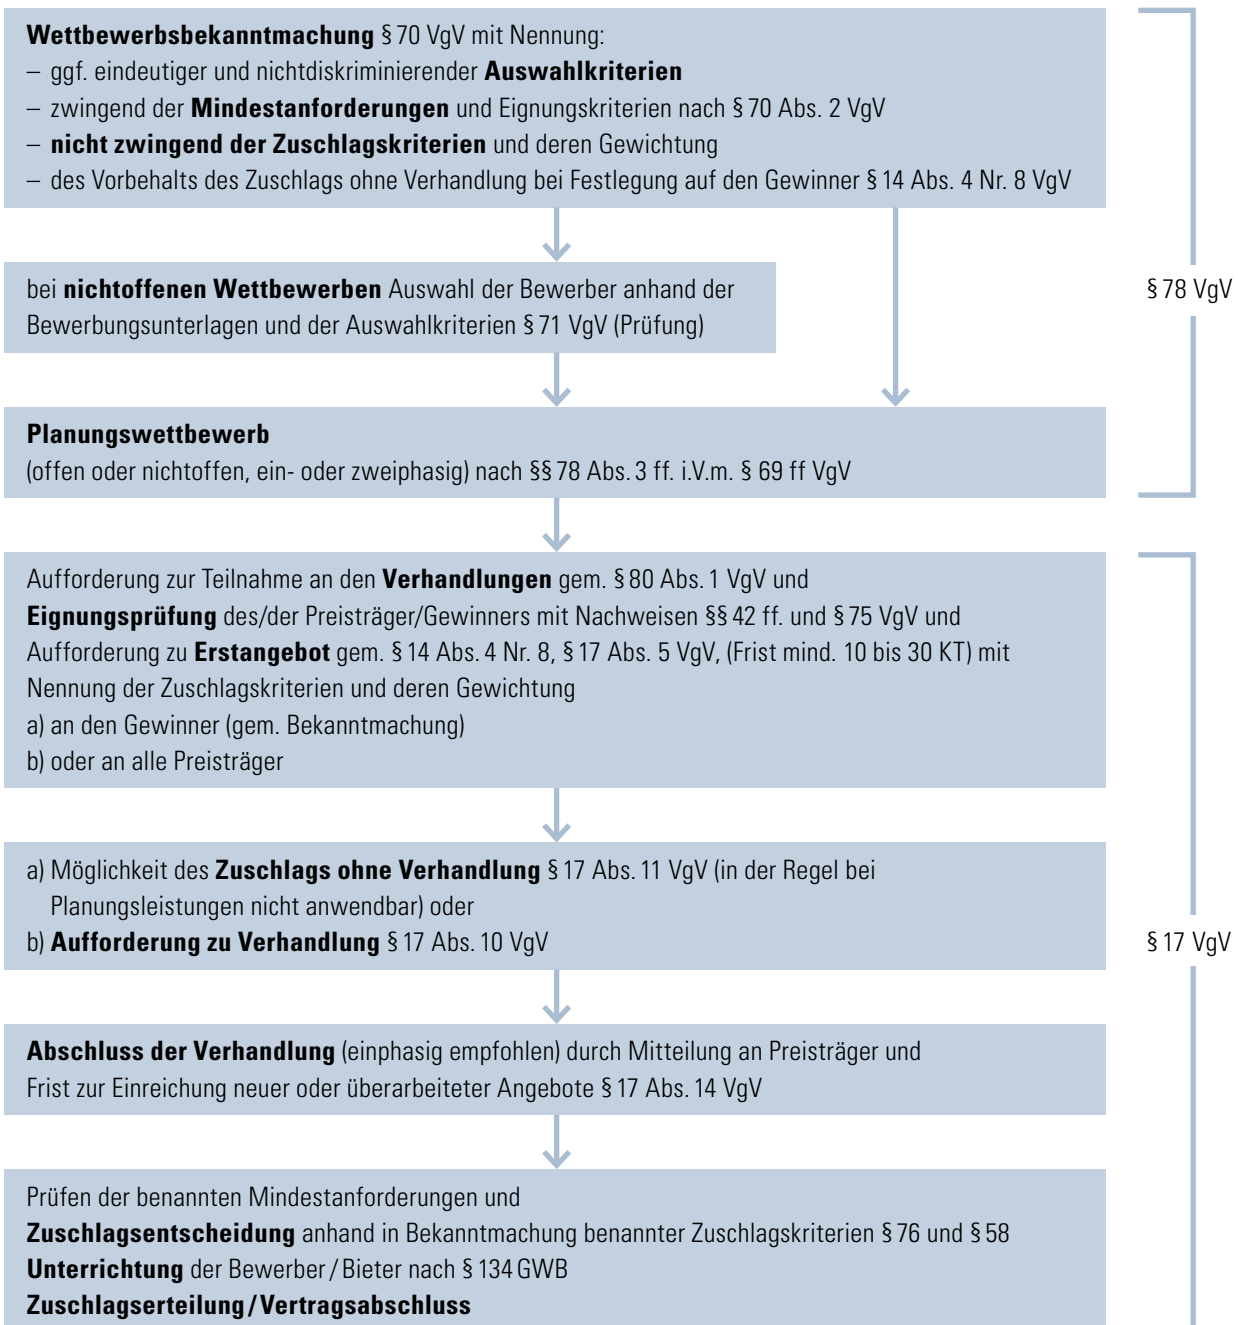 Wettbewerbsbekanntmachung § 70 VgV mit Nennung:
– ggf. eindeutiger und nichtdiskriminierender Auswahlkriterien
– zwingend der Mindestanforderungen und Eignungskriterien nach § 70 Abs. 2 VgV
– nicht zwingend der Zuschlagskriterien und deren Gewichtung
– des Vorbehalts des Zuschlags ohne Verhandlung bei Festlegung auf den Gewinner § 14 Abs. 4 Nr. 8 VgV
bei nichtoffenen Wettbewerben Auswahl der Bewerber anhand der
Bewerbungsunterlagen und der Auswahlkriterien § 71 VgV (Prüfung)
§ 78 VgV
Planungswettbewerb
(offen oder nichtoffen, ein- oder zweiphasig) nach §§ 78 Abs. 3 ff. i.V.m. § 69 ff VgV
Aufforderung zur Teilnahme an den Verhandlungen gem. § 80 Abs. 1 VgV und
Eignungsprüfung des/der Preisträger/Gewinners mit Nachweisen §§ 42 ff. und § 75 VgV und
Aufforderung zu Erstangebot gem. § 14 Abs. 4 Nr. 8, § 17 Abs. 5 VgV, (Frist mind. 10 bis 30 KT) mit
Nennung der Zuschlagskriterien und deren Gewichtung
a) an den Gewinner (gem. Bekanntmachung)
b) oder an alle Preisträger
a) Möglichkeit des Zuschlags ohne Verhandlung § 17 Abs. 11 VgV (in der Regel bei
Planungsleistungen nicht anwendbar) oder
b) Aufforderung zu Verhandlung § 17 Abs. 10 VgV
§ 17 VgV
Abschluss der Verhandlung (einphasig empfohlen) durch Mitteilung an Preisträger und
Frist zur Einreichung neuer oder überarbeiteter Angebote § 17 Abs. 14 VgV
Prüfen der benannten Mindestanforderungen und
Zuschlagsentscheidung anhand in Bekanntmachung benannter Zuschlagskriterien § 76 und § 58
Unterrichtung der Bewerber / Bieter nach § 134 GWB
Zuschlagserteilung / Vertragsabschluss